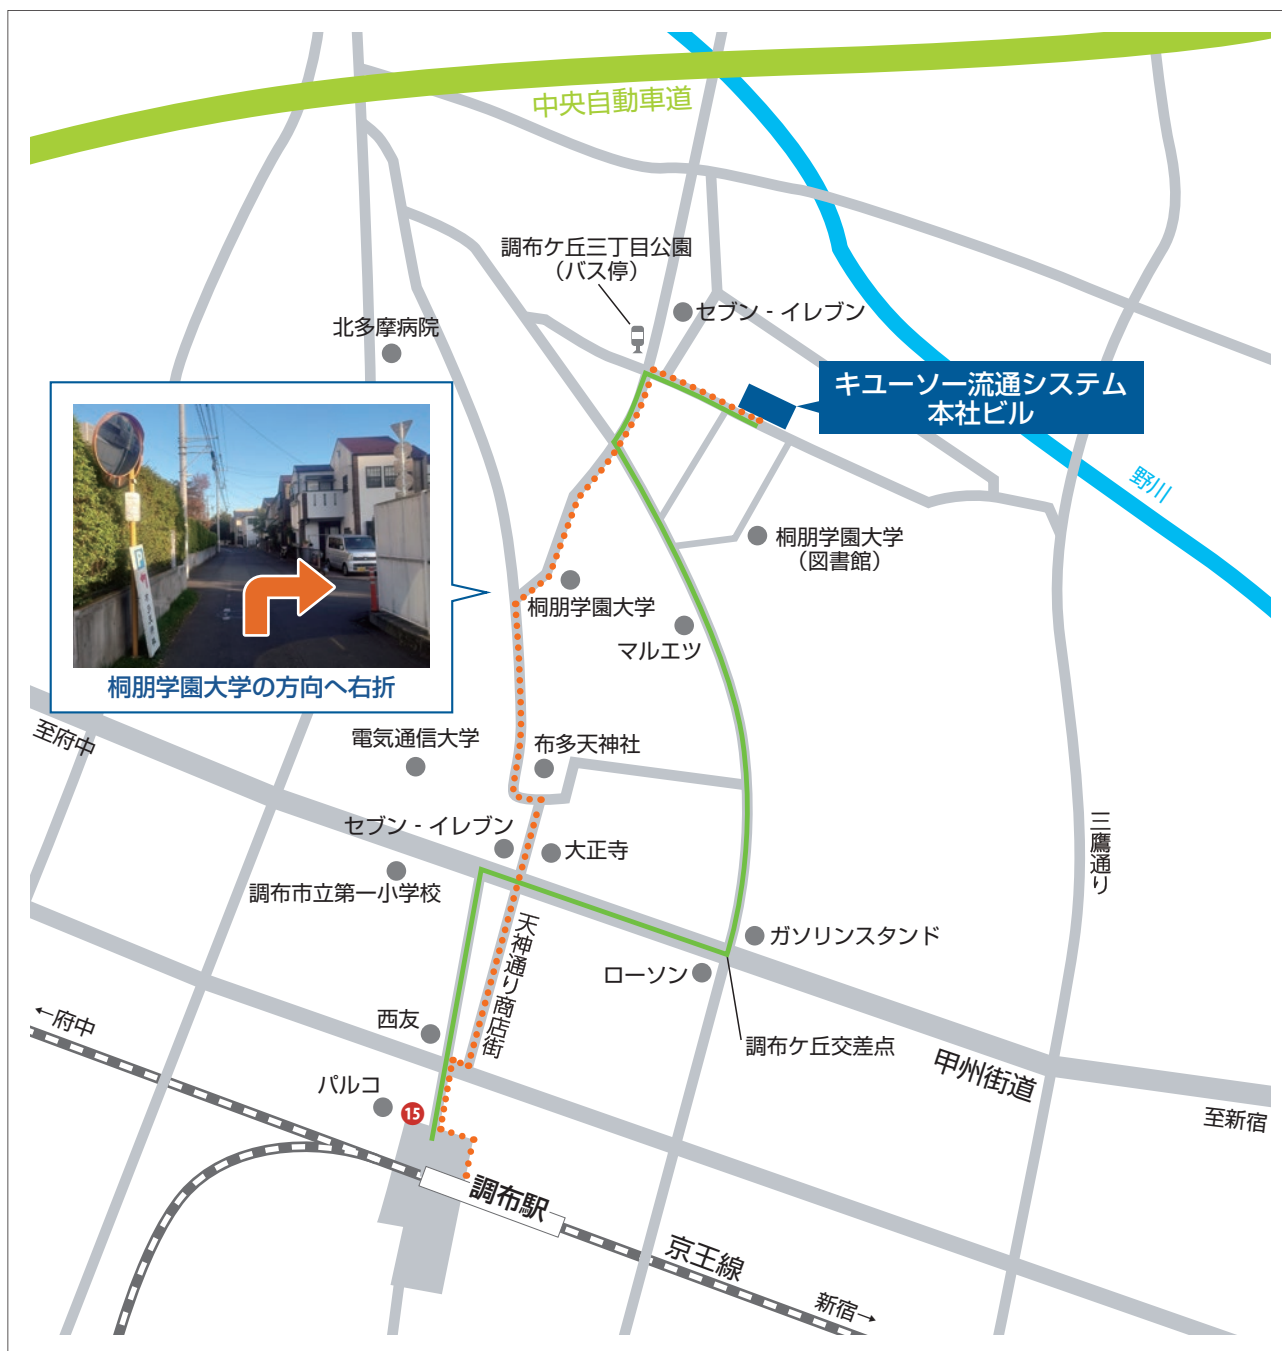 中央自動車道
調布ケ丘三丁目公園
（バス停）
セブン - イレブン
北多摩病院
キユーソー流通システム
本社ビル
野川
桐朋学園大学
（図書館）
桐朋学園大学
マルエツ
桐朋学園大学の方向へ右折
至府中
電気通信大学
布多天神社
セブン - イレブン
大正寺
三鷹通り
調布市立第一小学校
天神通り商店街
ガソリンスタンド
ローソン
西友
←府中
調布ケ丘交差点
甲州街道
パルコ
15
至新宿
調布駅
京王線
新宿→